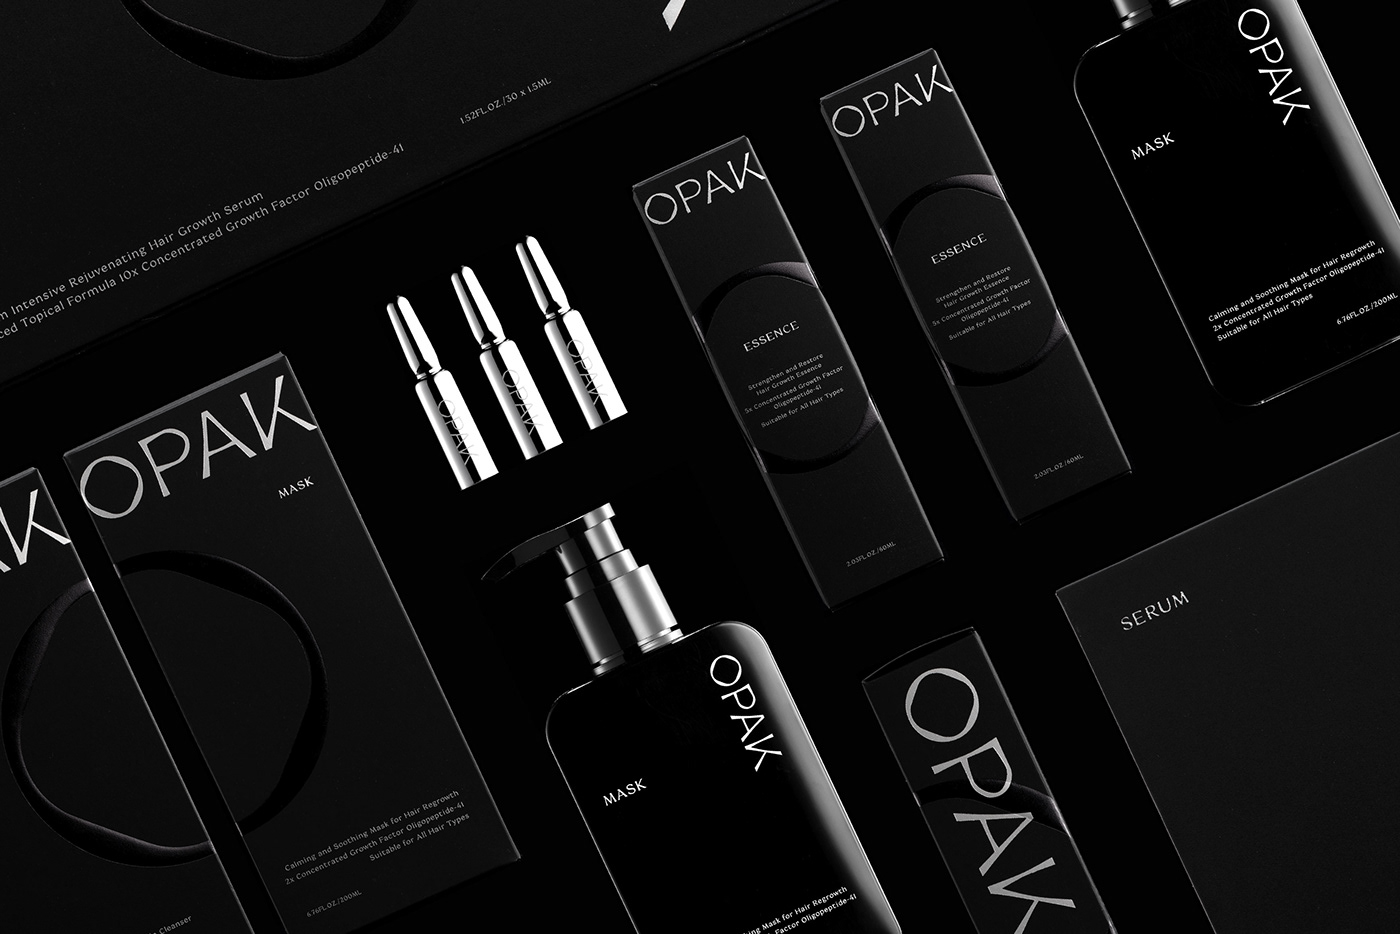 1.52FL.OZ./30 x 1.5ML
Intensive Rejuvenating Hair Growth Serum
Topical Formula 10x Concentrated Growth Factor Oligopeptide-41
OPAK
OPAK
OPAK
OPAK
ESSENCE
Strengthen and Restore
Hair Growth Essence
5x Concentrated Growth Factor
Oligopeptide-41
Suitable for All Hair Types
2.03FL.OZ./60ML
OPAK
ESSENCE
Strengthen and Restore
Hair Growth Essence
5x Concentrated Growth Factor
Oligopeptide-41
Suitable for All Hair Types
2.03FL.OZ./60ML
OPAK
MASK
Calming and Soothing Mask for Hair Regrowth
2x Concentrated Growth Factor Oligopeptide-41
Suitable for All Hair Types
6.76FL.OZ./200ML
AK
Cleanser
OPAK
MASK
Calming and Soothing Mask for Hair Regrowth
2x Concentrated Growth Factor Oligopeptide-41
Suitable for All Hair Types
6.76FL.OZ./200ML
OPAK
MASK
Mask for Hair Regrowth
Growth Factor Oligopeptide-41
OPAK
SERUM